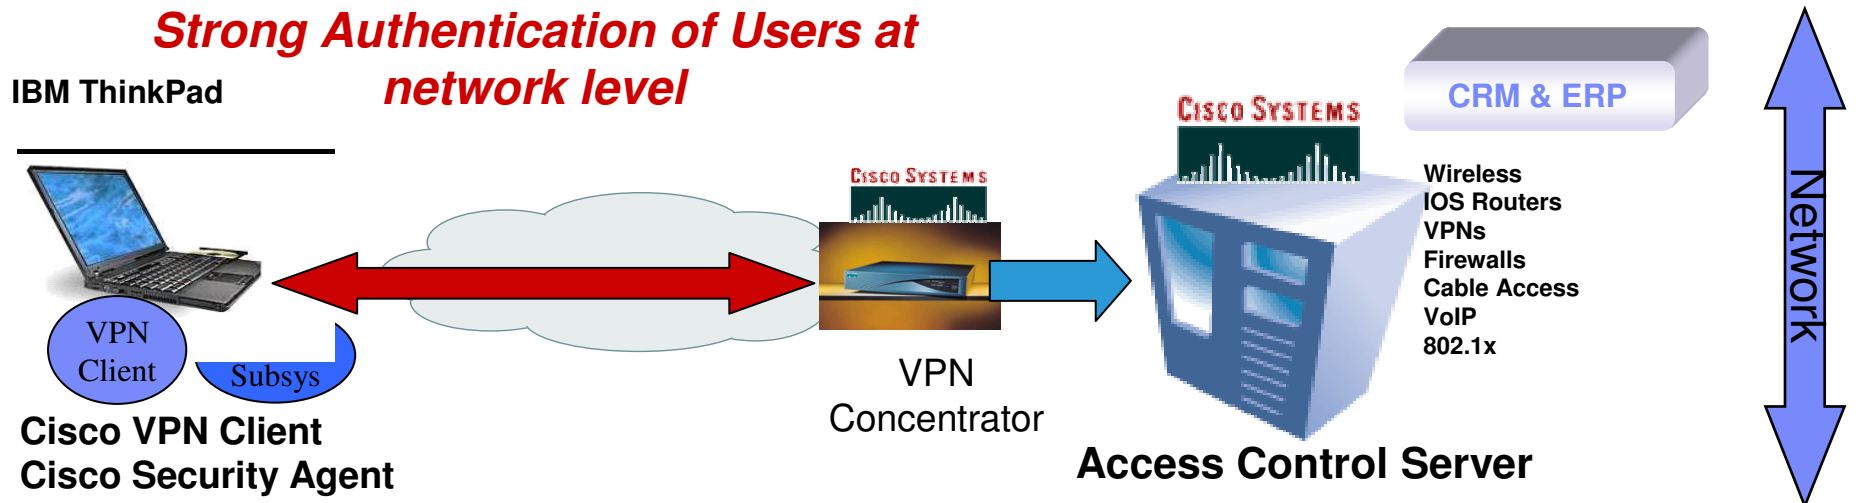 Strong Authentication of Users at
network level
IBM ThinkPad
CISCO SYSTEMS
CRM & ERP
CISCO SYSTEMS
Wireless
IOS Routers
VPNs
Firewalls
Cable Access
VoIP
802.1x
Network
VPN
Client
Subsys
VPN
Concentrator
Cisco VPN Client
Cisco Security Agent
Access Control Server